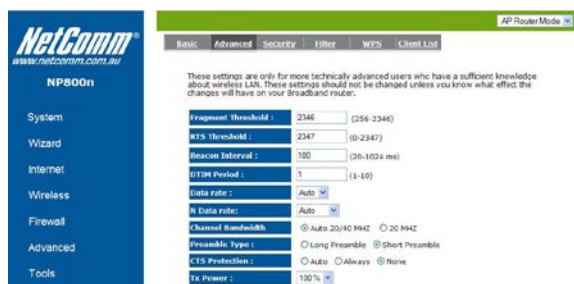 AP Router Mode
NetComm®
www.netcomm.com.au
NP800n
Basic Advanced Security Filter WPS Client List
These settings are only for more technically advanced users who have a sufficient knowledge
about wireless LAN. These settings should not be changed unless you know what effect the
changes will have on your Broadband router.
System
Wizard
Internet
Wireless
Firewall
Advanced
Tools
Fragment Threshold : 2346 (256-2346)
RTS Threshold : 2347 (0-2347)
Beacon Interval : 100 (20-1024 ms)
DTIM Period : 1 (1-10)
Data rate : Auto
N Data rate: Auto
Channel Bandwidth Auto 20/40 MHZ 20 MHZ
Preamble Type : Long Preamble Short Preamble
CTS Protection : Auto Always None
Tx Power : 100 %